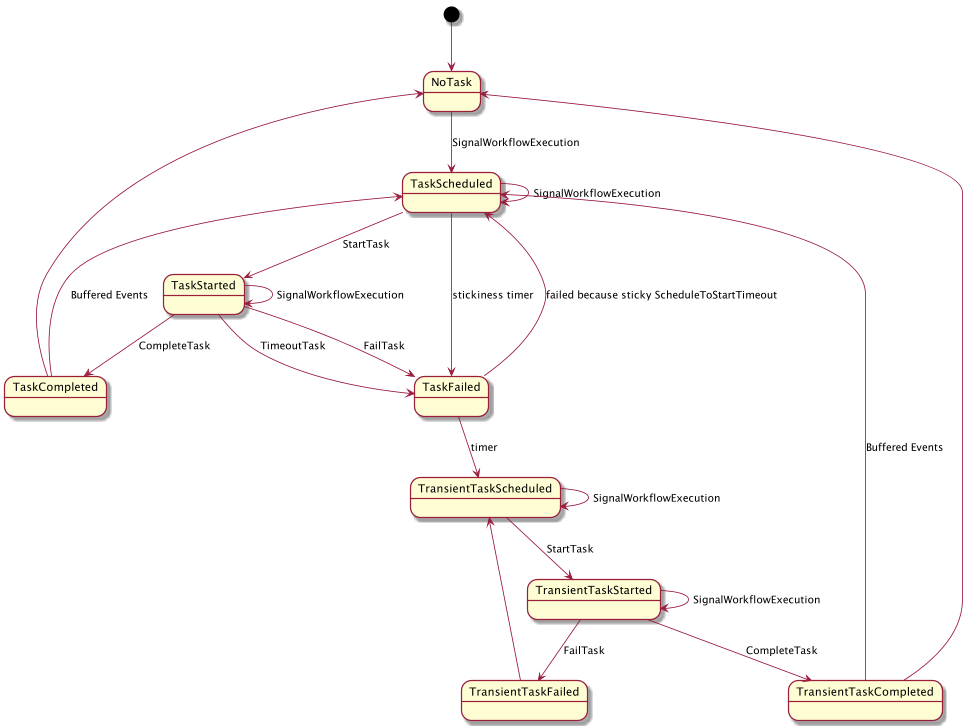 NoTask
SignalWorkflowExecution
TaskScheduled
SignalWorkflowExecution
StartTask
TaskStarted
SignalWorkflowExecution
stickiness timer
failed because sticky ScheduleToStartTimeout
Buffered Events
CompleteTask
TimeoutTask
FailTask
TaskCompleted
TaskFailed
timer
Buffered Events
TransientTaskScheduled
SignalWorkflowExecution
StartTask
TransientTaskStarted
SignalWorkflowExecution
FailTask
CompleteTask
TransientTaskFailed
TransientTaskCompleted